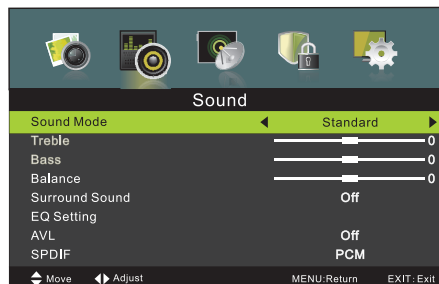 Sound
Sound Mode Standard
Treble 0
Bass 0
Balance 0
Surround Sound Off
EQ Setting
AVL Off
SPDIF PCM
Move Adjust MENU:Return EXIT:Exit